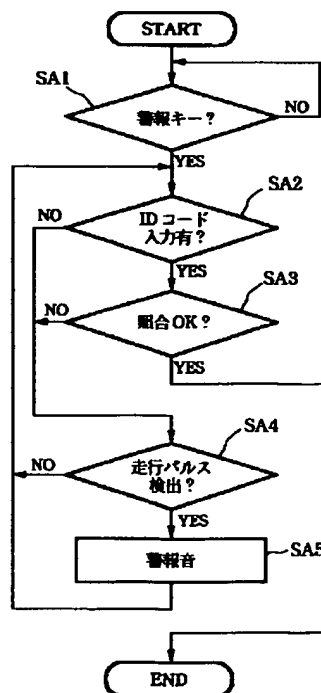 START
SA1
警報キー?
NO
YES
SA2
NO
IDコード
入力有?
YES
SA3
NO
照合OK?
YES
SA4
NO
走行パルス
検出?
YES
警報音
SA5
END